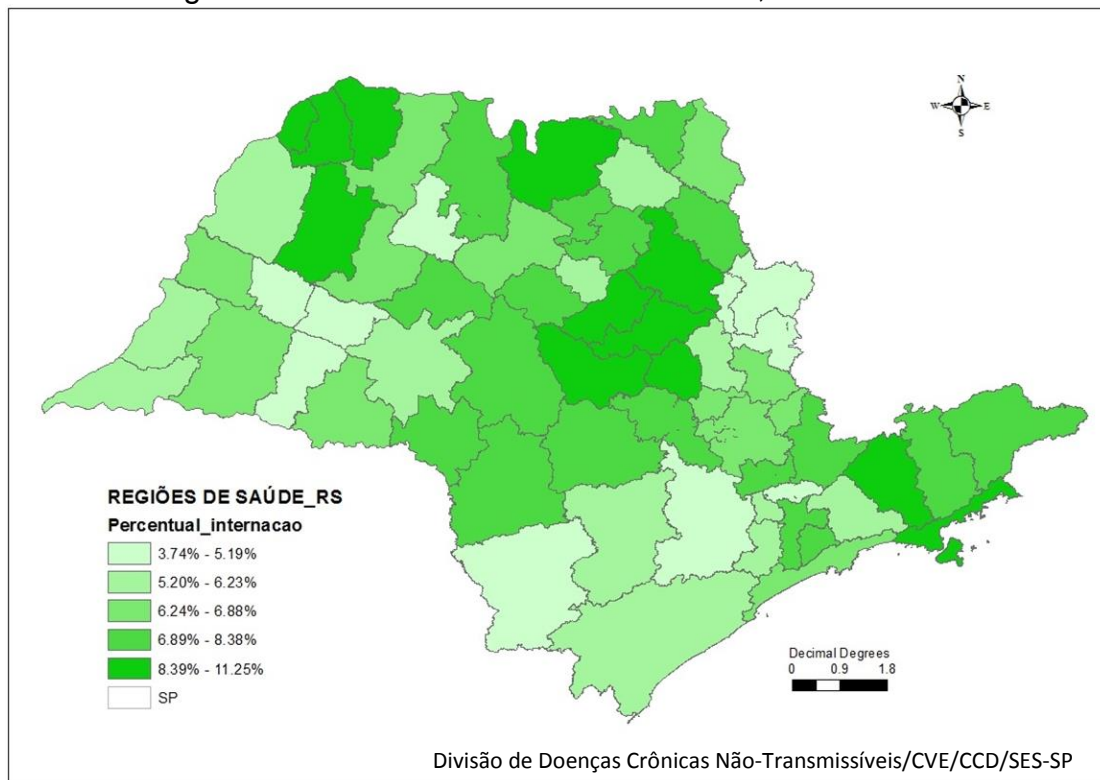 N
W E
S
REGIÕES DE SAÚDE_RS
Percentual_internacao
3.74% - 5.19%
5.20% - 6.23%
6.24% - 6.88%
6.89% - 8.38%
8.39% - 11.25%
SP
Decimal Degrees
0 0.9 1.8
Divisão de Doenças Crônicas Não-Transmissíveis/CVE/CCD/SES-SP